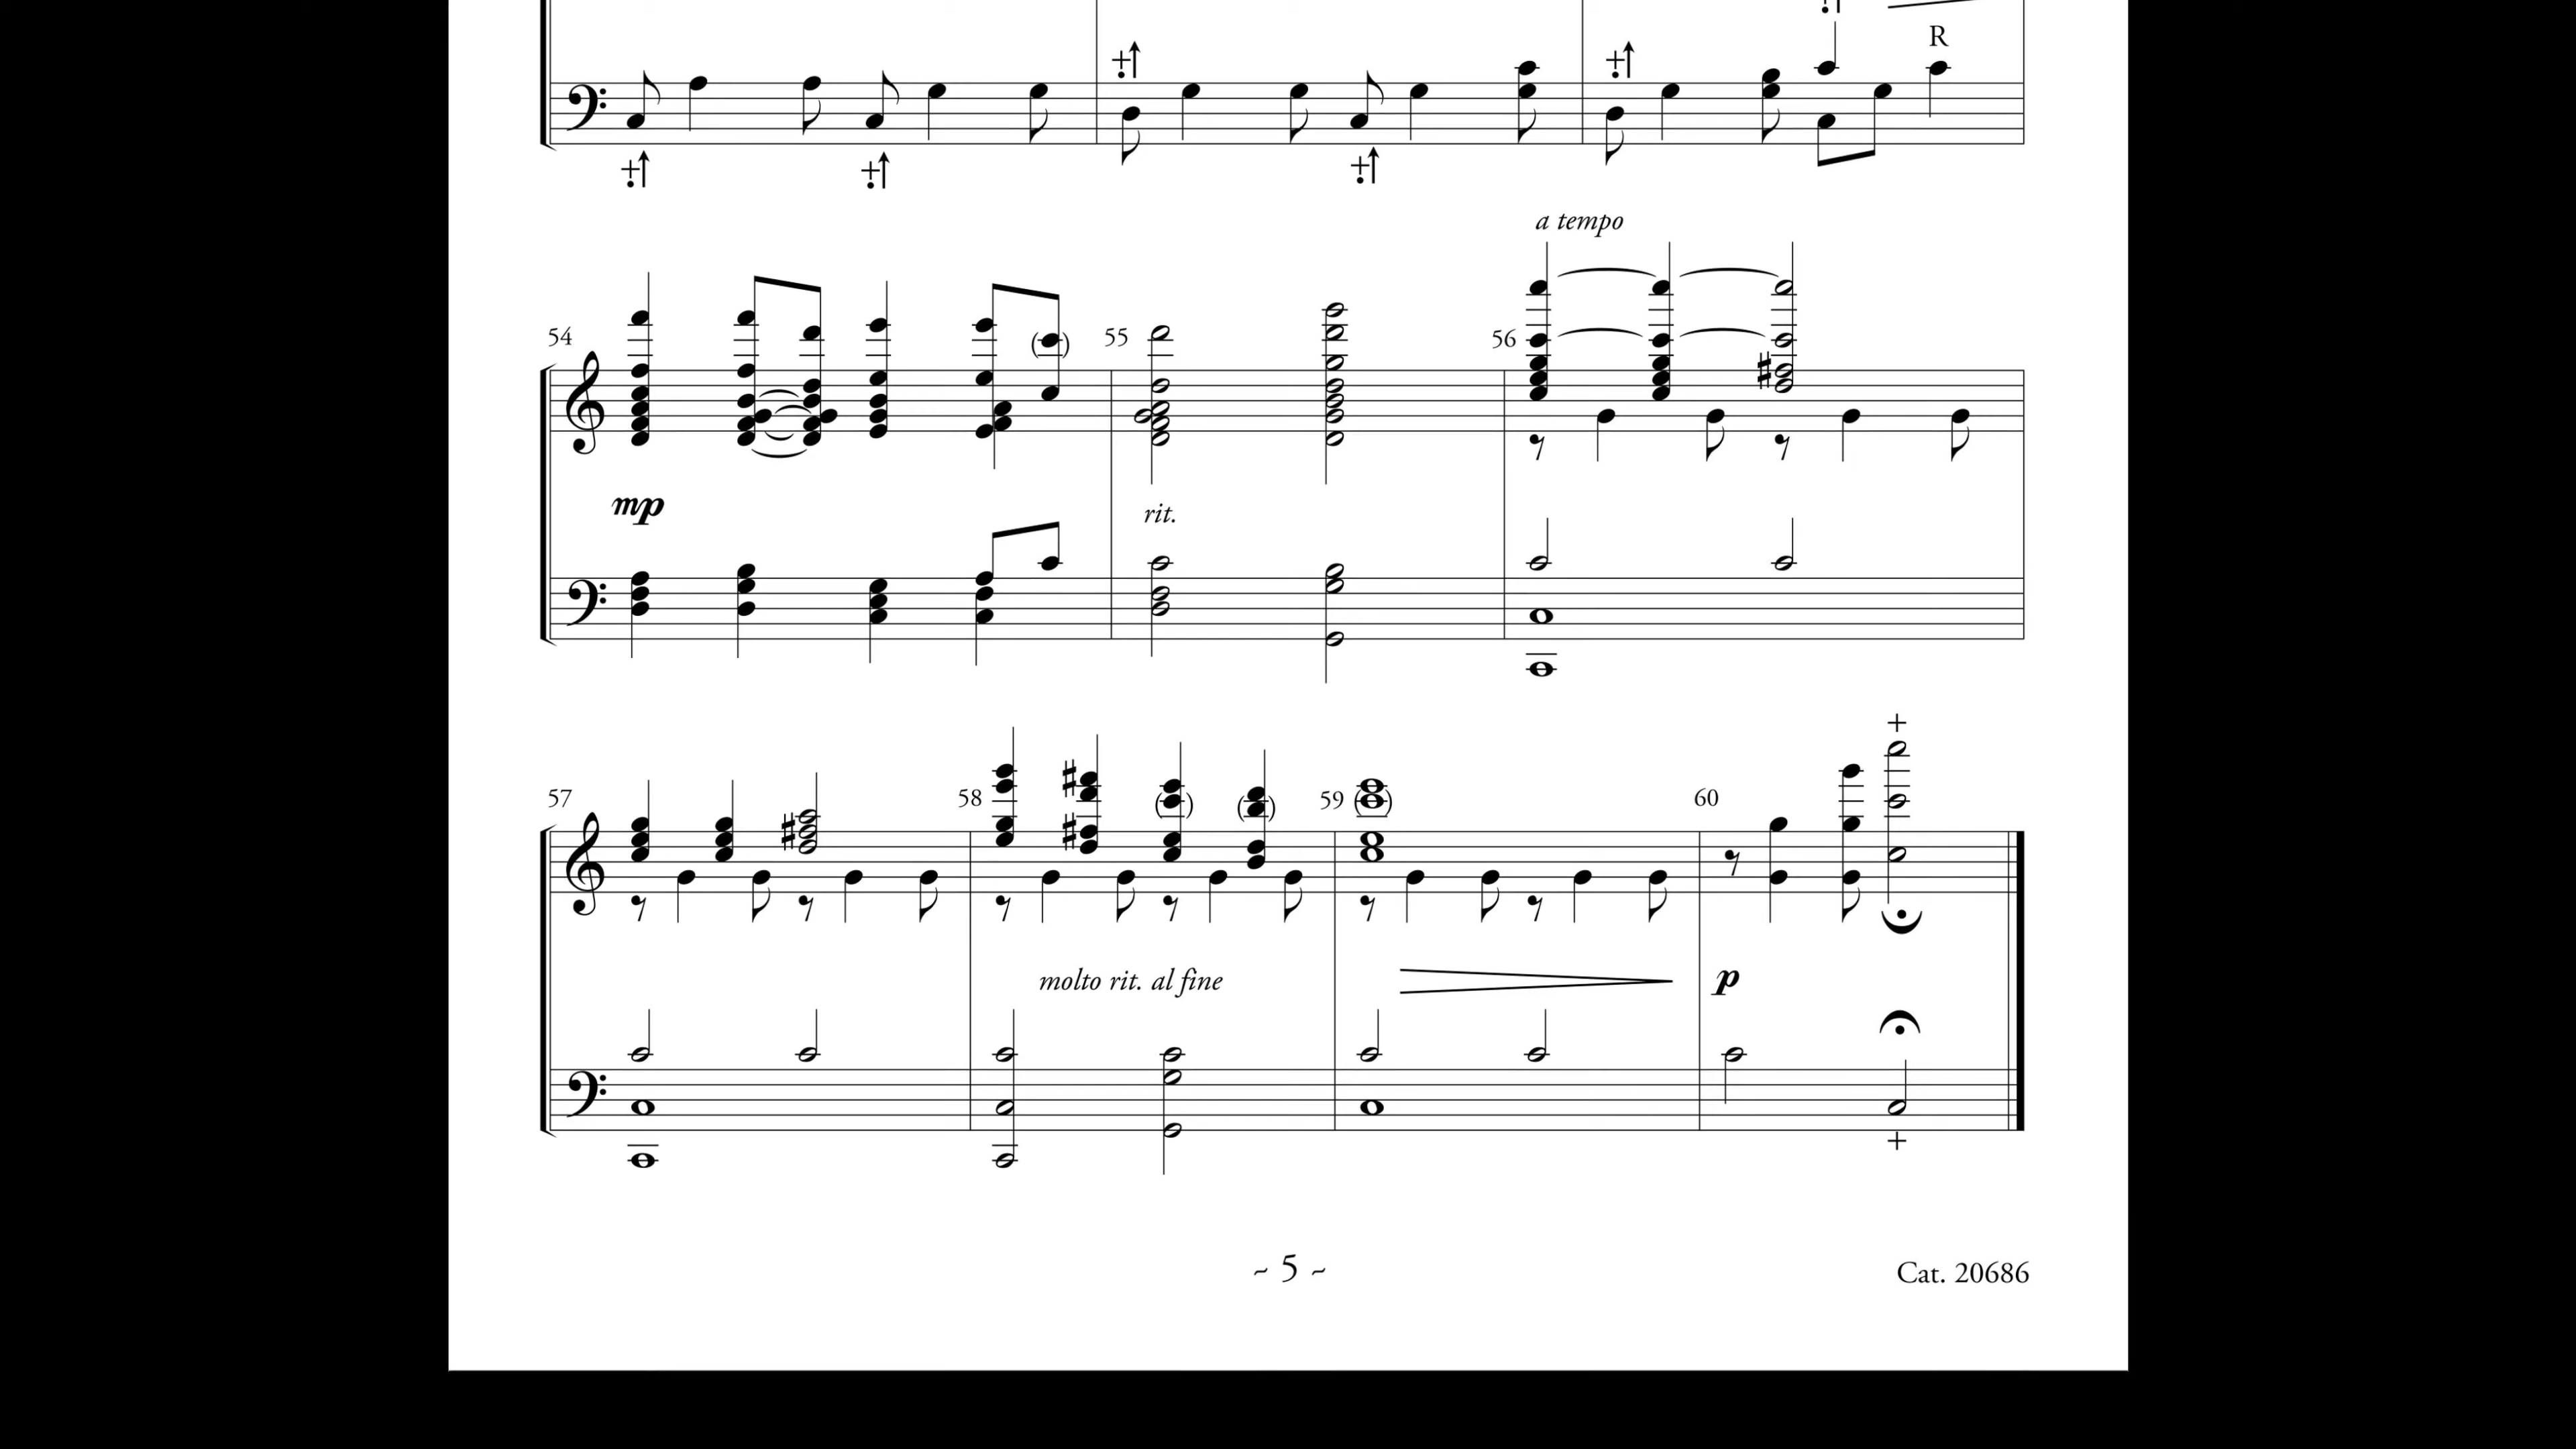 R
a tempo
54
55
56
mp
rit.
57
58
59
60
molto rit. al fine
p
~ 5 ~
Cat. 20686